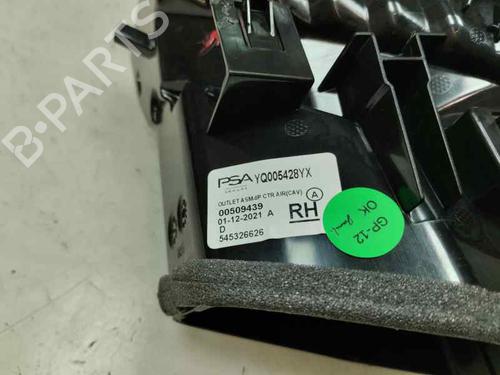 B-PARTS
PSA YQ005428YX
OUTLET ASM-IP CTR AIR(CAV) A
00509439
01-12-2021 A
RH
D
545326626
GP-12
OK